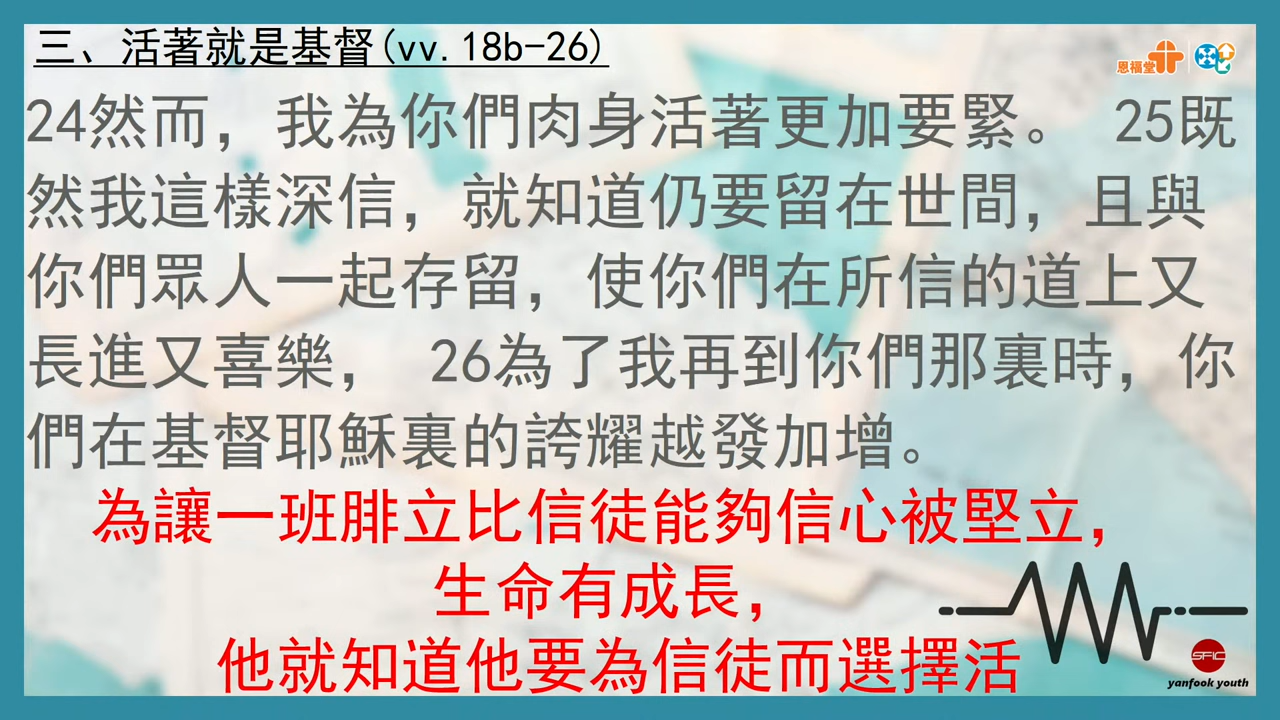 三、活著就是基督(vv.18b-26)
恩福堂
24然而，我為你們肉身活著更加要緊。 25既
然我這樣深信，就知道仍要留在世間，且與
你們眾人一起存留，使你們在所信的道上又
長進又喜樂， 26為了我再到你們那裏時，你
們在基督耶穌裏的誇耀越發加增。
為讓一班腓立比信徒能夠信心被堅立，
生命有成長，
他就知道他要為信徒而選擇活
SFIC
yanfook youth